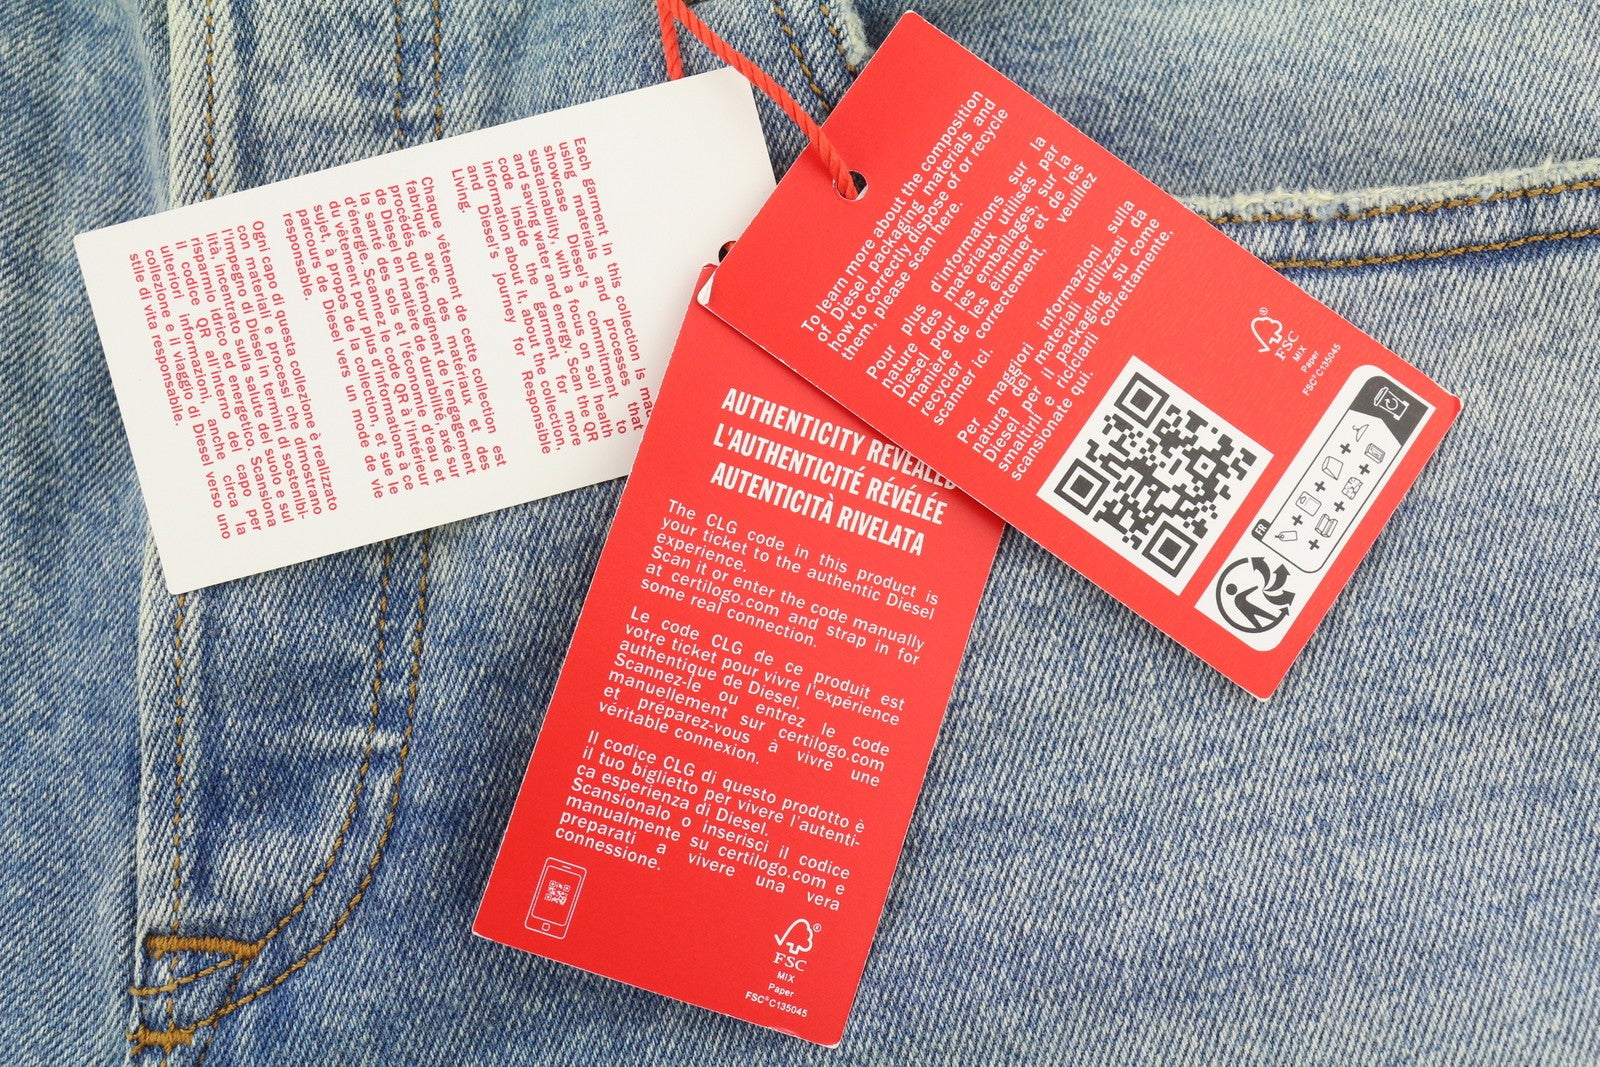 Each garment in this collection is
using materials and processes that
showcase Diesel's commitment to
sustainability, with a focus on soil health
and saving water and energy. Scan the QR
code inside the garment for more
information about it, about the collection,
and Diesel's journey for Responsible
Living.
Chaque vêtement de cette collection est
fabriqué avec des matériaux et des
procédés qui témoignent de l'engagement
de Diesel en matière de durabilité, axé sur
la santé des sols et l'économie d'eau et
d'énergie. Scannez le code QR à l'intérieur
du vêtement pour plus d'informations à ce
sujet, à propos de la collection, et sue le
parcours de Diesel vers un mode de vie
responsable.
Ogni capo di questa collezione è realizzato
con materiali e processi che dimostrano
l'impegno di Diesel in termini di sostenibi-
lità, incentrato sulla salute del suolo e sul
risparmio idrico ed energetico. Scansiona
il codice QR all'interno del capo per
ulteriori informazioni, anche circa la
collezione e il viaggio di Diesel verso uno
stile di vita responsabile.
AUTHENTICITY REVEALED
L'AUTHENTICITÉ RÉVÉLÉE
AUTENTICITÀ RIVELATA
The CLG code in this product is
your ticket to the authentic Diesel
experience.
Scan it or enter the code manually
at certilogo.com and strap in for
some real connection.
Le code CLG de ce produit est
votre ticket pour vivre l'expérience
authentique de Diesel.
Scannez-le ou entrez le code
manuellement sur certilogo.com
et préparez-vous à vivre une
véritable connexion.
Il codice CLG di questo prodotto è
il tuo biglietto per vivere l'autenti-
ca esperienza di Diesel.
Scansionalo o inserisci il codice
manualmente su certilogo.com e
preparati a vivere una vera
connessione.
FSC®
MIX
Paper
FSC® C135045
To learn more about the composition
of Diesel packaging materials and
how to correctly dispose of or recycle
them, please scan here.
Pour plus d'informations sur la
nature des matériaux utilisés par
Diesel pour les emballages, sur la
manière de les éliminer et de les
recycler correctement, veuillez
scanner ici.
Per maggiori informazioni sulla
natura dei materiali utilizzati da
Diesel per il packaging, su come
smaltirli e riciclarli correttamente,
scansionate qui.
FSC®
MIX
Paper
FSC® C135045
FR